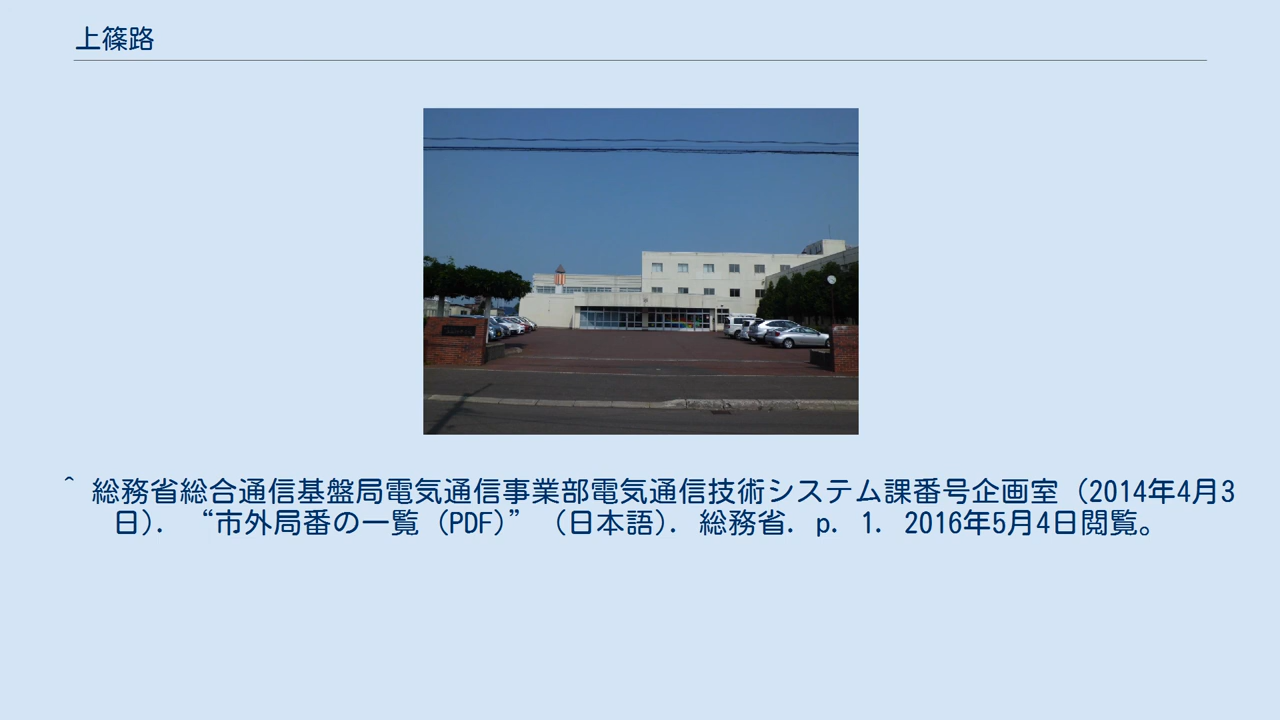 上篠路
^ 総務省総合通信基盤局電気通信事業部電気通信技術システム課番号企画室 (2014年4月3
日). “市外局番の一覧 (PDF)” (日本語). 総務省. p. 1. 2016年5月4日閲覧。